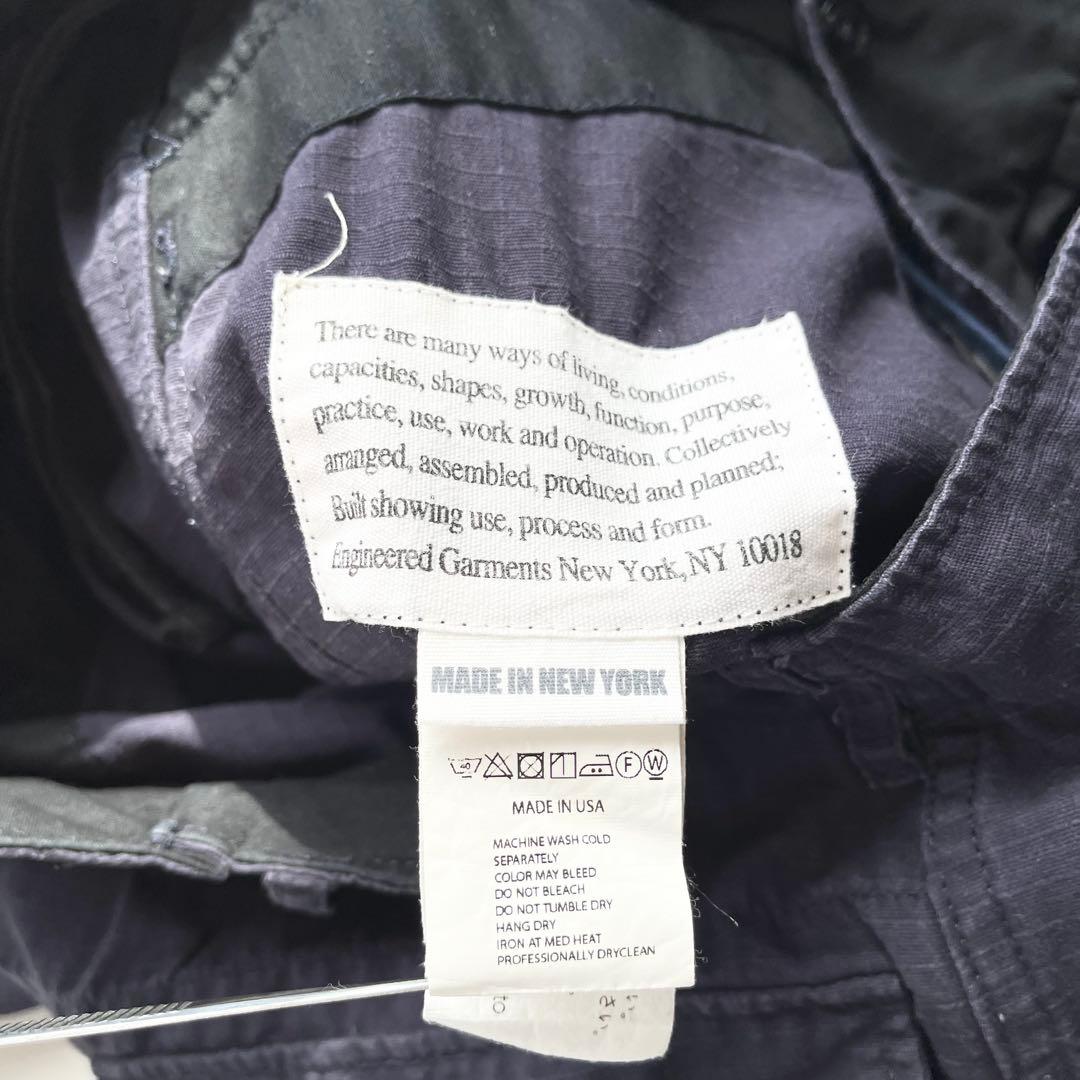 There are many ways of living, conditions,
capacities, shapes, growth, function, purpose,
practice, use, work and operation. Collectively
arranged, assembled, produced and planned;
Built showing use, process and form.
Engineered Garments New York, NY 10018
MADE IN NEW YORK
40 F W
MADE IN USA
MACHINE WASH COLD
SEPARATELY
COLOR MAY BLEED
DO NOT BLEACH
DO NOT TUMBLE DRY
HANG DRY
IRON AT MED HEAT
PROFESSIONALLY DRYCLEAN